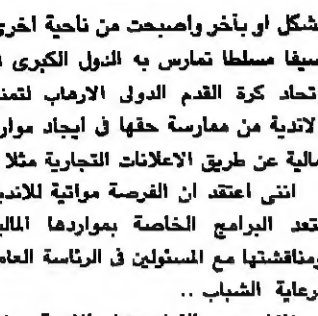 بشكل او بآخر واصبحت من ناحية اخرى
سيفا مسلطا تمارس به الدول الكبرى
اتحاد كرة القدم الدولى الارهاب لتمنع
الاندية من ممارسة حقها فى ايجاد موارد
مالية عن طريق الاعلانات التجارية مثلا
اننى اعتقد ان الفرصة مواتية للاندية
لتعد البرامج الخاصة بمواردها المالية
ومناقشتها مع المسئولين فى الرئاسة العامة
لرعاية الشباب ..